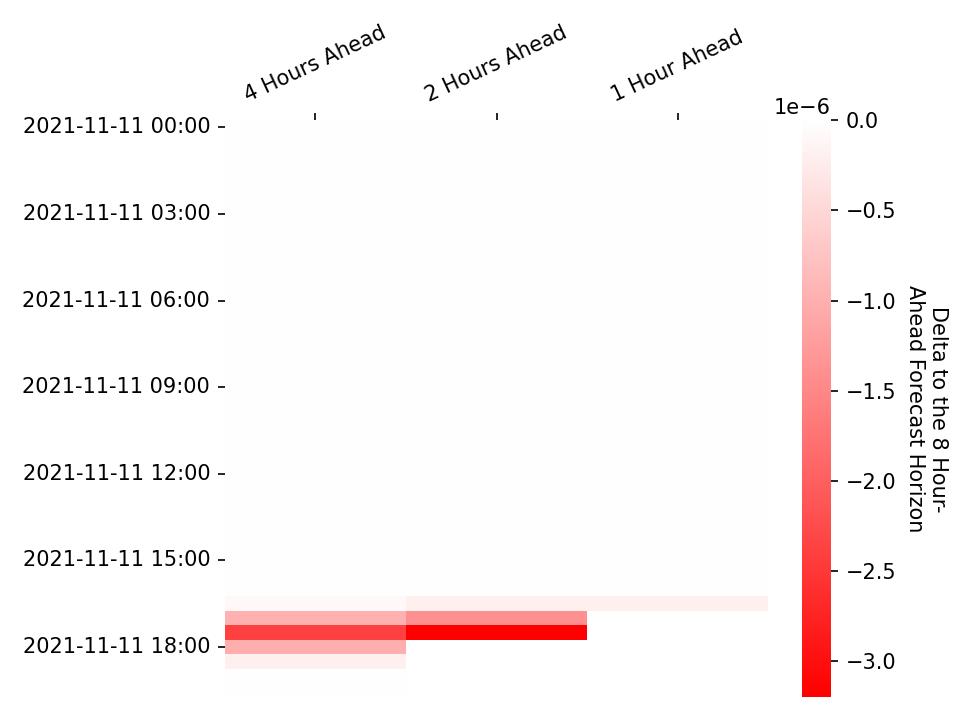 4 Hours Ahead
2 Hours Ahead
1 Hour Ahead
1e−6
2021-11-11 00:00
2021-11-11 03:00
2021-11-11 06:00
2021-11-11 09:00
2021-11-11 12:00
2021-11-11 15:00
2021-11-11 18:00
0.0
−0.5
−1.0
−1.5
−2.0
−2.5
−3.0
Delta to the 8 Hour-
Ahead Forecast Horizon